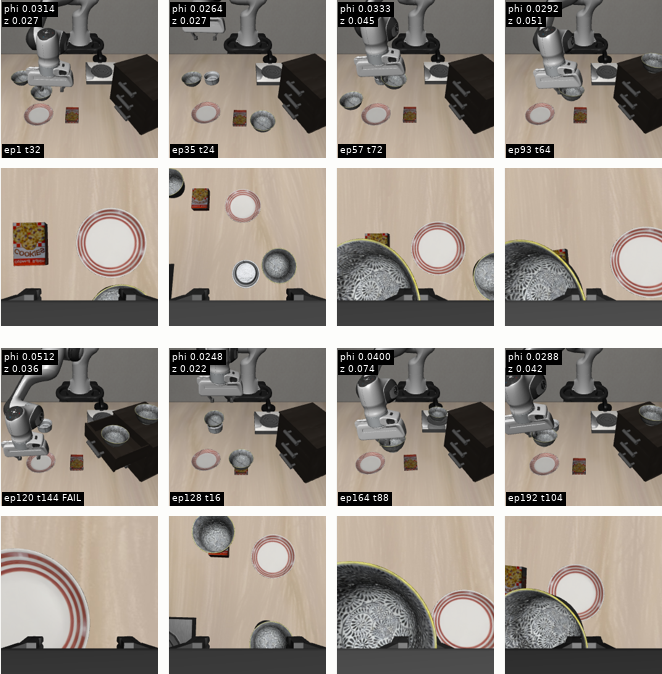 phi 0.0314
z 0.027
ep1 t32
phi 0.0264
z 0.027
ep35 t24
phi 0.0333
z 0.045
ep57 t72
phi 0.0292
z 0.051
ep93 t64
COOKIES
phi 0.0512
z 0.036
ep120 t144 FAIL
phi 0.0248
z 0.022
ep128 t16
phi 0.0400
z 0.074
ep164 t88
phi 0.0288
z 0.042
ep192 t104